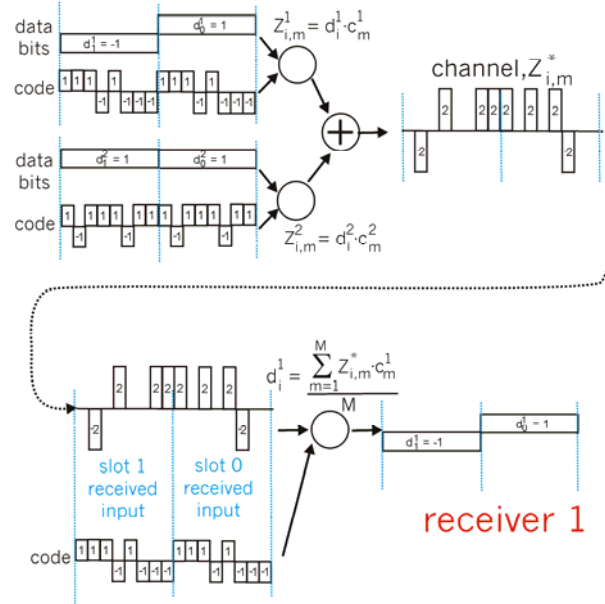 data bits
d₁¹ = -1
d₀¹ = 1
Z¹ᵢ,ₘ = d¹ᵢ·c¹ₘ
code
1 1 1 -1 1 -1 -1 -1 1 1 1 -1 1 -1 -1 -1
channel, Z*ᵢ,ₘ
-2 2 2 2 2 2 2 -2
data bits
d₁² = 1
d₀² = 1
code
1 -1 1 1 1 -1 1 1 1 -1 1 1 1 -1 1 1
Z²ᵢ,ₘ = d²ᵢ·c²ₘ
-2 2 2 2 2 2 2 -2
d¹ᵢ = ∑ₘ₌₁ᴹ Z*ᵢ,ₘ·c¹ₘ / M
d₁¹ = -1
d₀¹ = 1
slot 1 received input
slot 0 received input
receiver 1
code
1 1 1 -1 1 -1 -1 -1 1 1 1 -1 1 -1 -1 -1